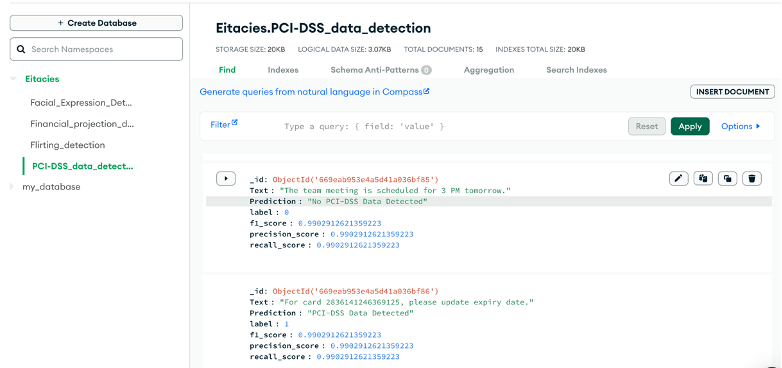 + Create Database
Search Namespaces
Eitacies
Facial_Expression_Det...
Financial_projection_d...
Flirting_detection
PCI-DSS_data_detect...
my_database
Eitacies.PCI-DSS_data_detection
STORAGE SIZE: 20KB LOGICAL DATA SIZE: 3.07KB TOTAL DOCUMENTS: 15 INDEXES TOTAL SIZE: 20KB
Find Indexes Schema Anti-Patterns 0 Aggregation Search Indexes
Generate queries from natural language in Compass
INSERT DOCUMENT
Filter Type a query: { field: 'value' } Reset Apply Options
_id: ObjectId('669eab953e4a5d41a036bf85')
Text : "The team meeting is scheduled for 3 PM tomorrow."
Prediction : "No PCI-DSS Data Detected"
label : 0
f1_score : 0.9902912621359223
precision_score : 0.9902912621359223
recall_score : 0.9902912621359223
_id: ObjectId('669eab953e4a5d41a036bf86')
Text : "For card 2836141246369125, please update expiry date."
Prediction : "PCI-DSS Data Detected"
label : 1
f1_score : 0.9902912621359223
precision_score : 0.9902912621359223
recall_score : 0.9902912621359223